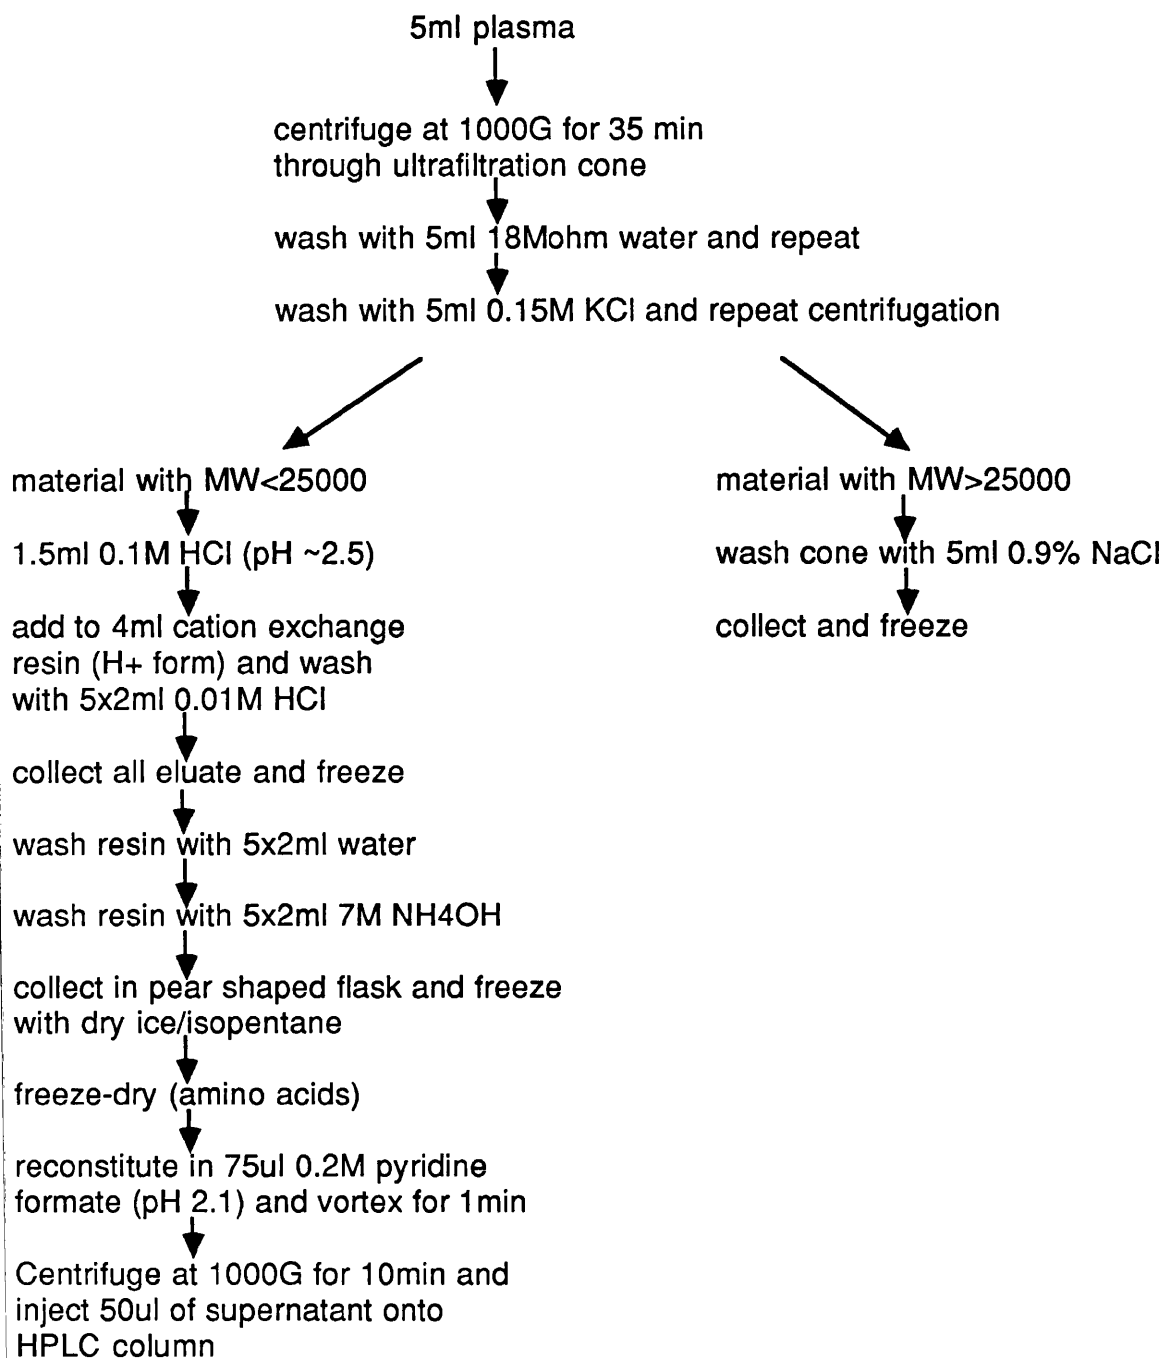 5ml plasma
centrifuge at 1000G for 35 min
through ultrafiltration cone
wash with 5ml 18Mohm water and repeat
wash with 5ml 0.15M KCl and repeat centrifugation
material with MW<25000
1.5ml 0.1M HCl (pH ~2.5)
add to 4ml cation exchange
resin (H+ form) and wash
with 5x2ml 0.01M HCl
collect all eluate and freeze
wash resin with 5x2ml water
wash resin with 5x2ml 7M NH4OH
collect in pear shaped flask and freeze
with dry ice/isopentane
freeze-dry (amino acids)
reconstitute in 75ul 0.2M pyridine
formate (pH 2.1) and vortex for 1min
Centrifuge at 1000G for 10min and
inject 50ul of supernatant onto
HPLC column
material with MW>25000
wash cone with 5ml 0.9% NaCl
collect and freeze